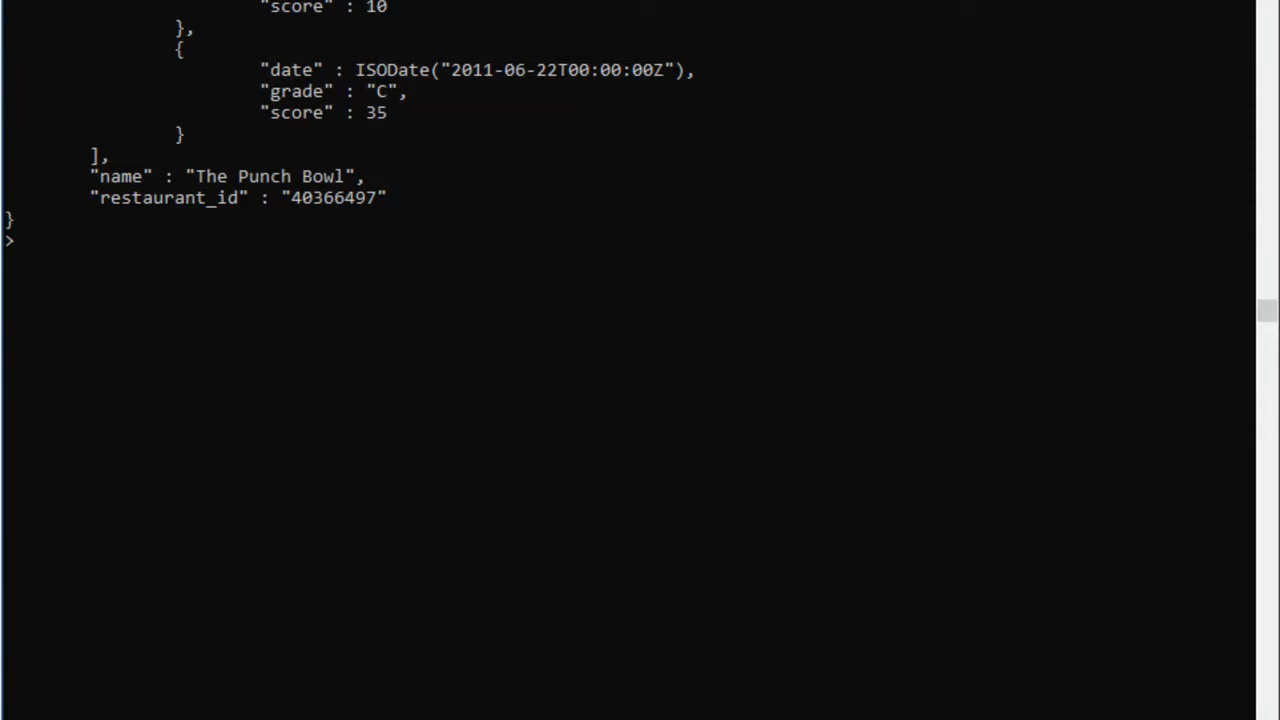 "score" : 10
},
{
"date" : ISODate("2011-06-22T00:00:00Z"),
"grade" : "C",
"score" : 35
}
],
"name" : "The Punch Bowl",
"restaurant_id" : "40366497"
}
>